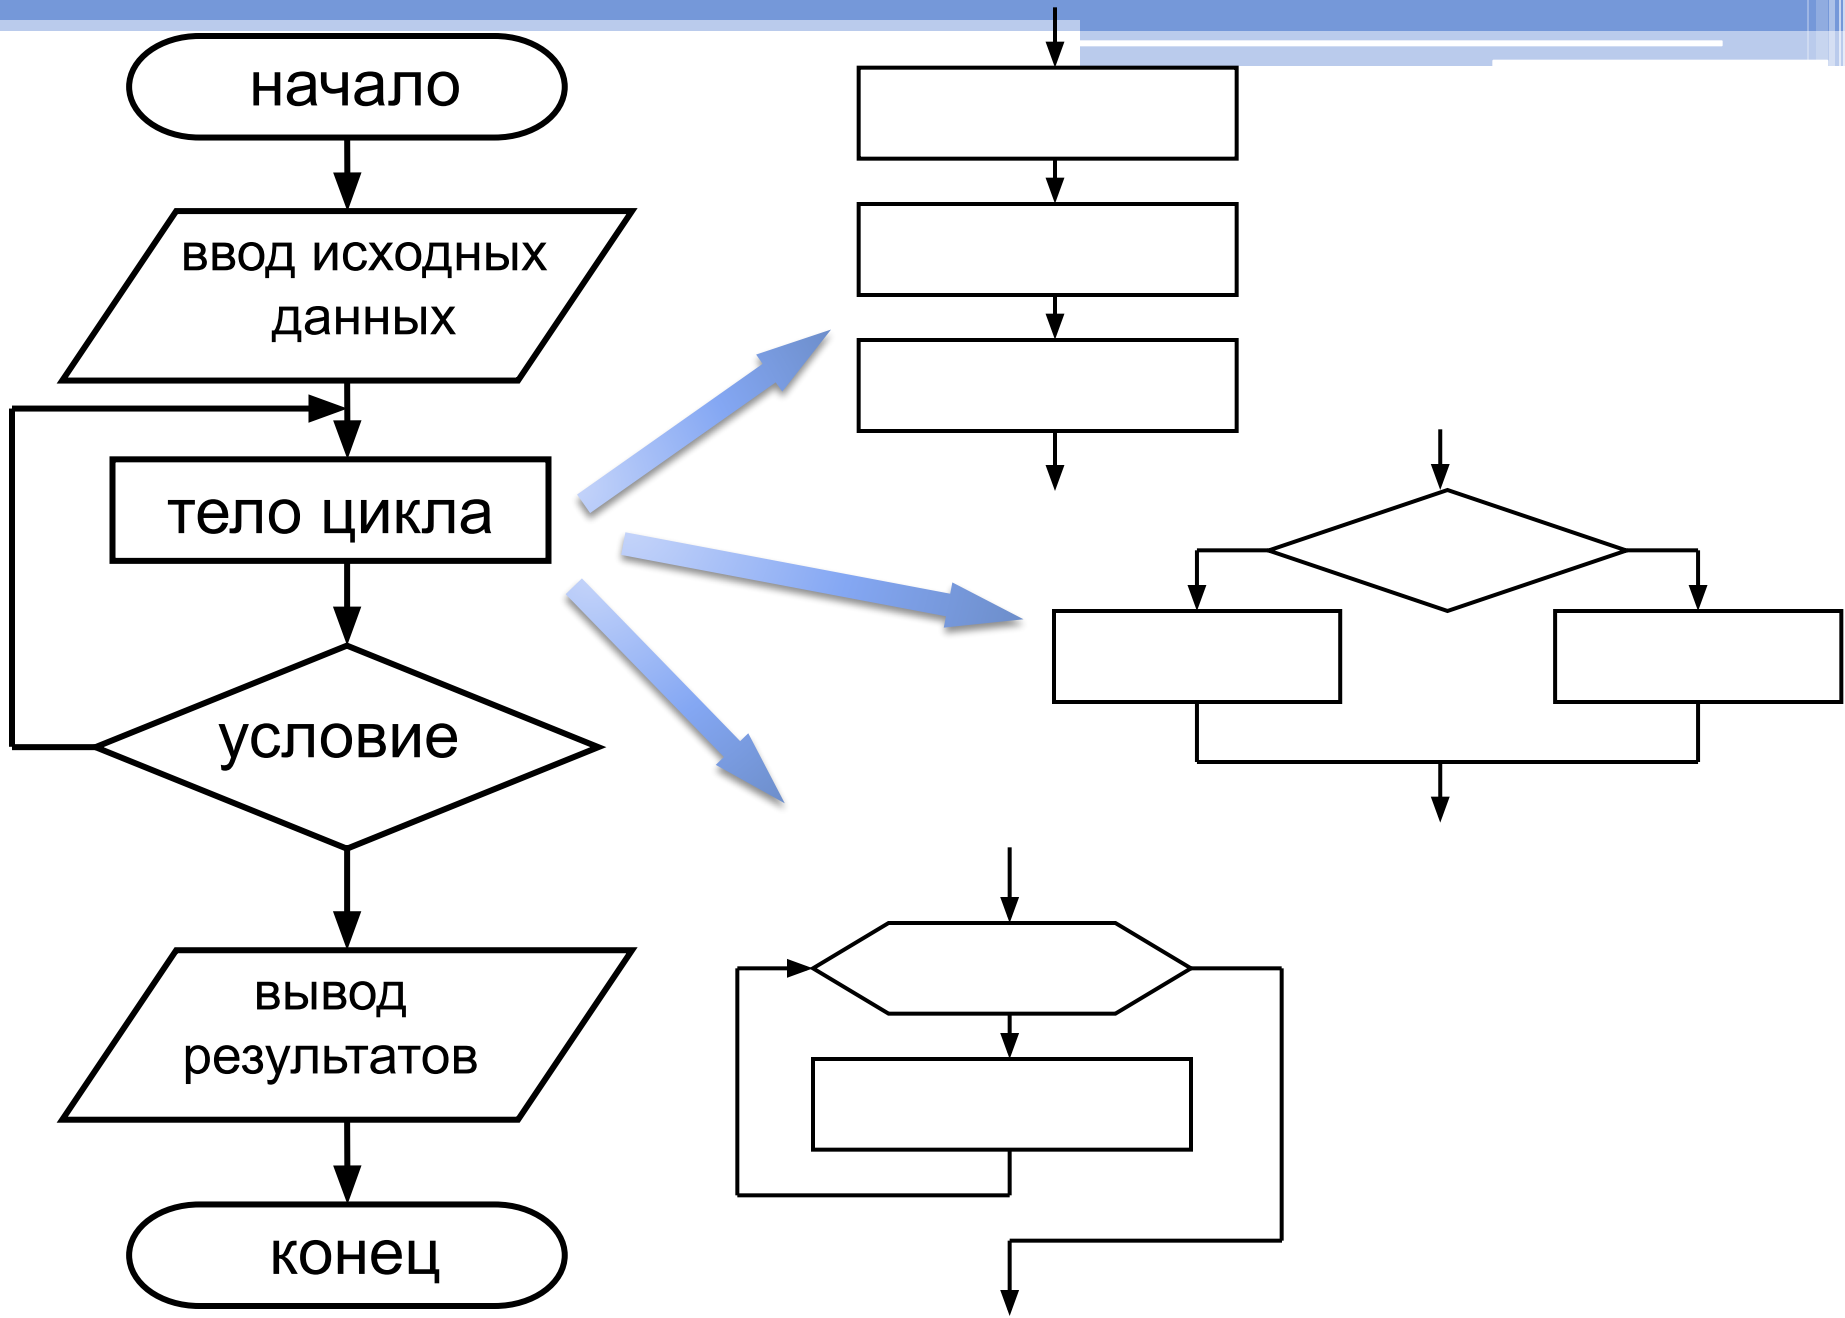 начало
ввод исходных
данных
тело цикла
условие
вывод
результатов
конец